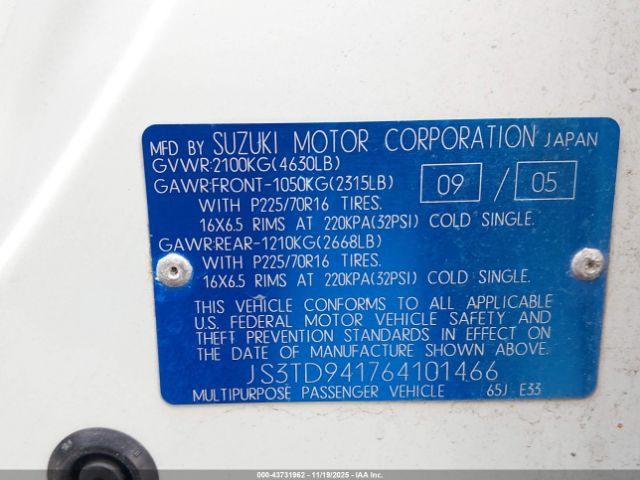 MFD BY SUZUKI MOTOR CORPORATION JAPAN
GVWR:2100KG(4630LB)
GAWR:FRONT-1050KG(2315LB) 09 / 05
WITH P225/70R16 TIRES.
16X6.5 RIMS AT 220KPA(32PSI) COLD SINGLE.
GAWR:REAR-1210KG(2668LB)
WITH P225/70R16 TIRES.
16X6.5 RIMS AT 220KPA(32PSI) COLD SINGLE.
THIS VEHICLE CONFORMS TO ALL APPLICABLE
U.S. FEDERAL MOTOR VEHICLE SAFETY AND
THEFT PREVENTION STANDARDS IN EFFECT ON
THE DATE OF MANUFACTURE SHOWN ABOVE.
JS3TD941764101466
MULTIPURPOSE PASSENGER VEHICLE 65J E33
000-43731962 - 11/19/2025 - IAAI.COM